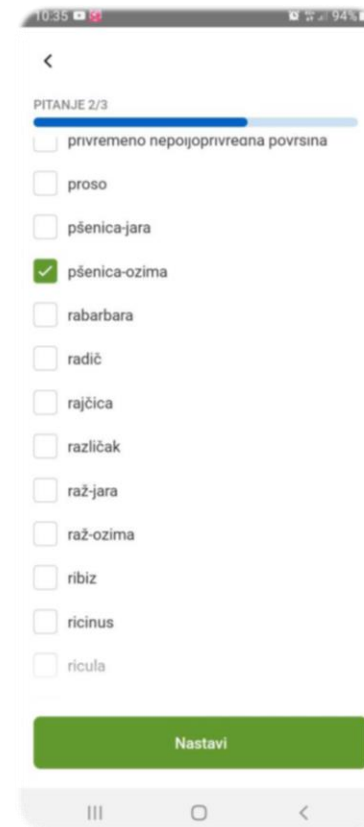 10:35
94%
PITANJE 2/3
privremeno nepoljoprivredna površina
proso
pšenica-jara
pšenica-ozima
rabarbara
radič
rajčica
različak
raž-jara
raž-ozima
ribiz
ricinus
ricula
Nastavi